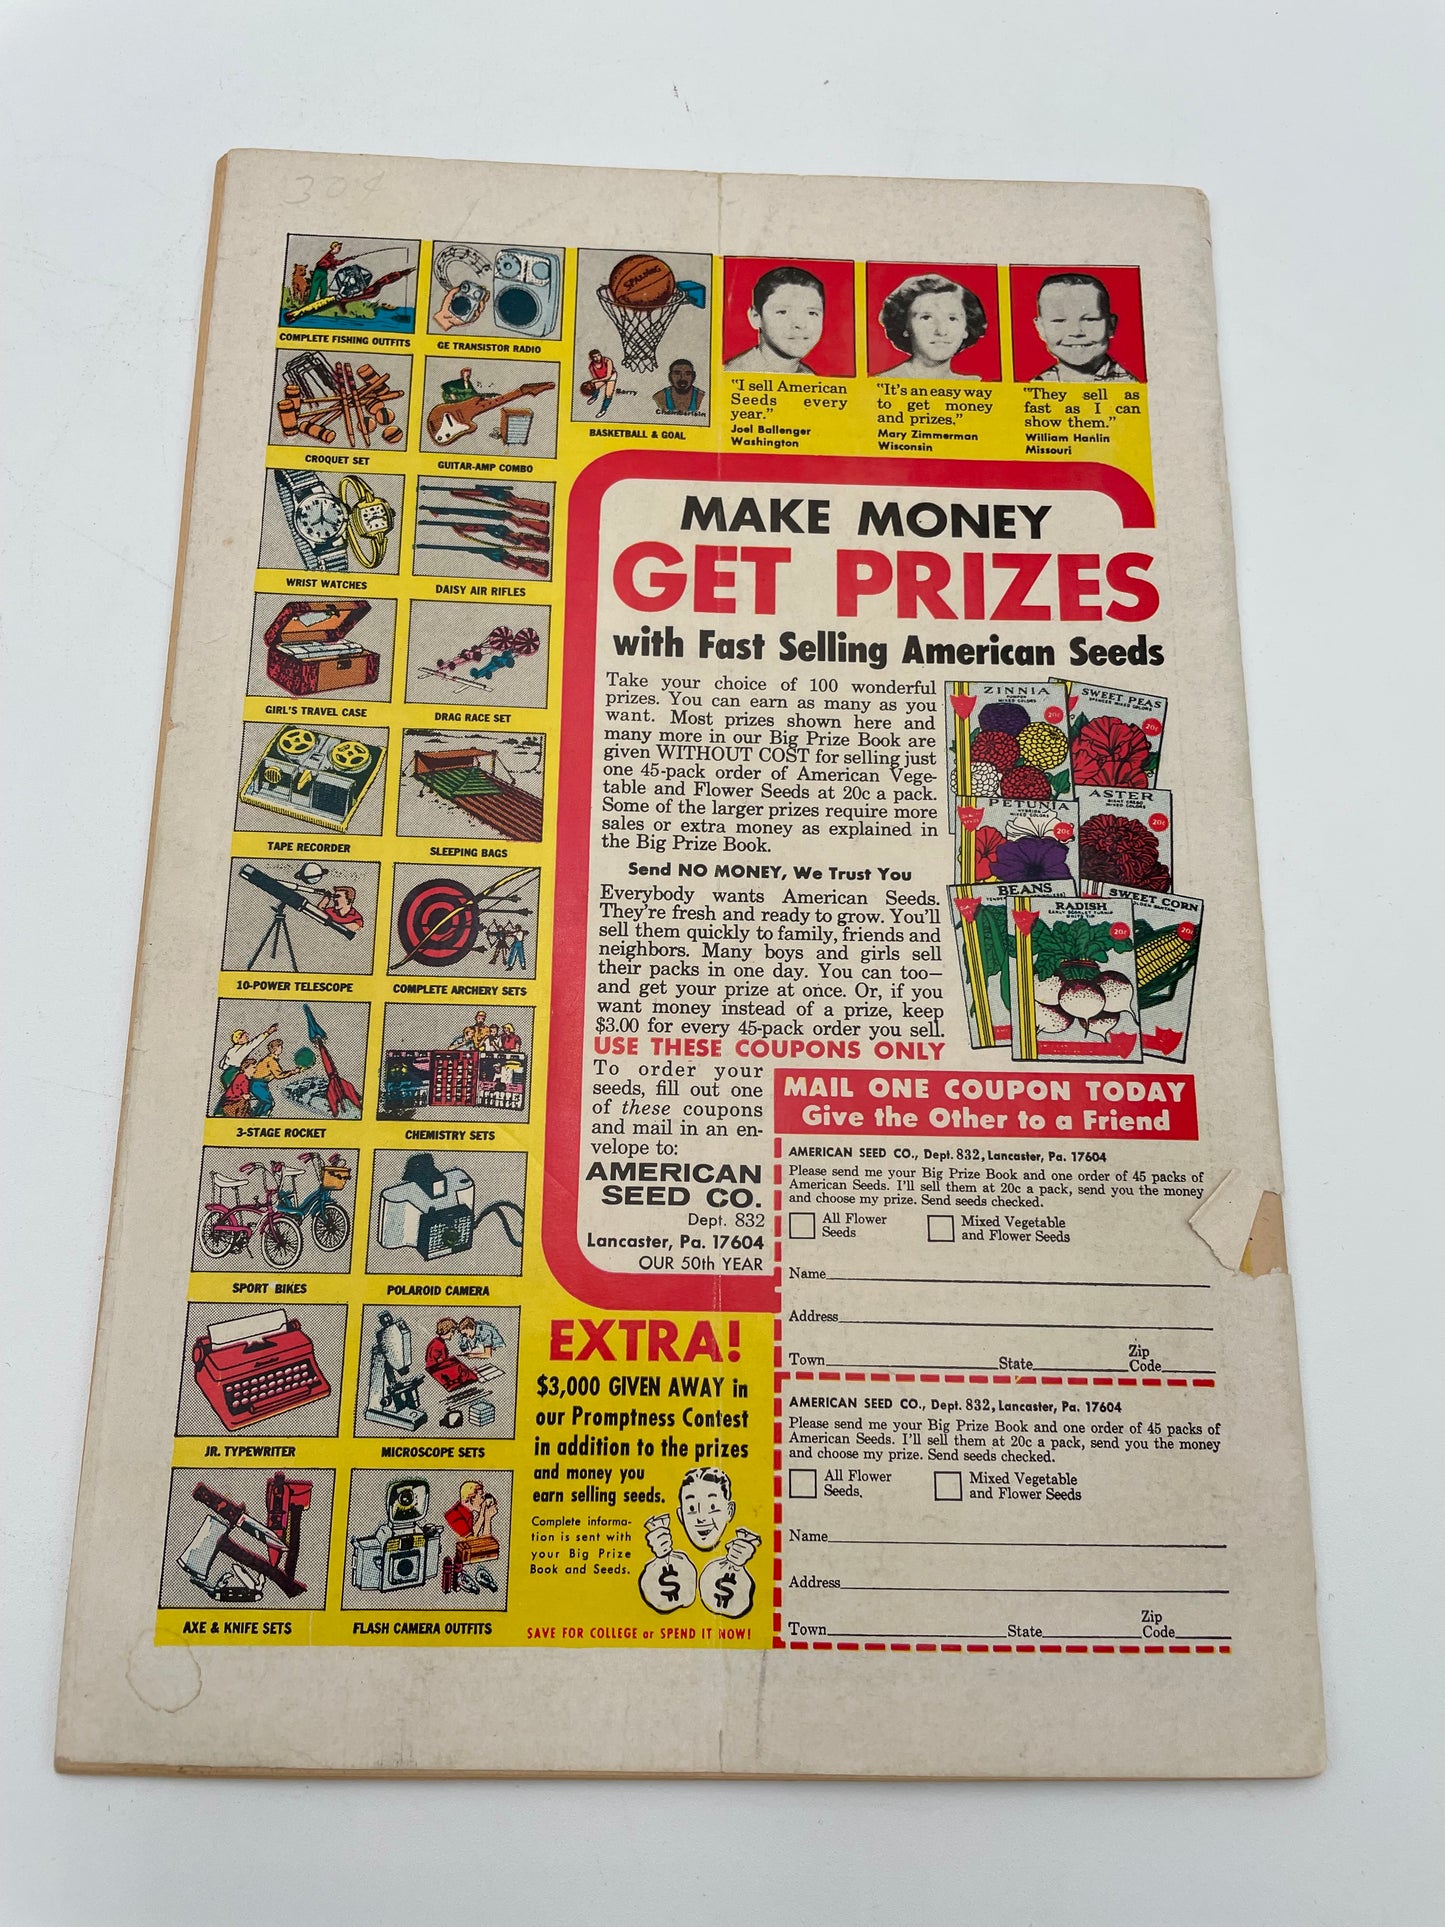 30¢
COMPLETE FISHING OUTFITS
GE TRANSISTOR RADIO
SPALDING
Barry
Chamberlain
BASKETBALL & GOAL
CROQUET SET
GUITAR-AMP COMBO
WRIST WATCHES
DAISY AIR RIFLES
GIRL'S TRAVEL CASE
DRAG RACE SET
TAPE RECORDER
SLEEPING BAGS
10-POWER TELESCOPE
COMPLETE ARCHERY SETS
3-STAGE ROCKET
CHEMISTRY SETS
SPORT BIKES
POLAROID CAMERA
JR. TYPEWRITER
MICROSCOPE SETS
AXE & KNIFE SETS
FLASH CAMERA OUTFITS
"I sell American
Seeds every
year."
Joel Ballenger
Washington
"It's an easy way
to get money
and prizes."
Mary Zimmerman
Wisconsin
"They sell as
fast as I can
show them."
William Hanlin
Missouri
MAKE MONEY
GET PRIZES
with Fast Selling American Seeds
Take your choice of 100 wonderful
prizes. You can earn as many as you
want. Most prizes shown here and
many more in our Big Prize Book are
given WITHOUT COST for selling just
one 45-pack order of American Vege-
table and Flower Seeds at 20c a pack.
Some of the larger prizes require more
sales or extra money as explained in
the Big Prize Book.
Send NO MONEY, We Trust You
Everybody wants American Seeds.
They're fresh and ready to grow. You'll
sell them quickly to family, friends and
neighbors. Many boys and girls sell
their packs in one day. You can too—
and get your prize at once. Or, if you
want money instead of a prize, keep
$3.00 for every 45-pack order you sell.
USE THESE COUPONS ONLY
To order your
seeds, fill out one
of these coupons
and mail in an en-
velope to:
AMERICAN
SEED CO.
Dept. 832
Lancaster, Pa. 17604
OUR 50th YEAR
ZINNIA
MIXED COLORS
20¢
SWEET PEAS
MIXED COLORS
20¢
PETUNIA
MIXED COLORS
20¢
ASTER
MIXED COLORS
20¢
BEANS
RADISH
20¢
SWEET CORN
20¢
MAIL ONE COUPON TODAY
Give the Other to a Friend
AMERICAN SEED CO., Dept. 832, Lancaster, Pa. 17604
Please send me your Big Prize Book and one order of 45 packs of
American Seeds. I'll sell them at 20c a pack, send you the money
and choose my prize. Send seeds checked.
All Flower
Seeds
Mixed Vegetable
and Flower Seeds
Name
Address
Town State Zip Code
AMERICAN SEED CO., Dept. 832, Lancaster, Pa. 17604
Please send me your Big Prize Book and one order of 45 packs of
American Seeds. I'll sell them at 20c a pack, send you the money
and choose my prize. Send seeds checked.
All Flower
Seeds.
Mixed Vegetable
and Flower Seeds
Name
Address
Town State Zip Code
EXTRA!
$3,000 GIVEN AWAY in
our Promptness Contest
in addition to the prizes
and money you
earn selling seeds.
Complete informa-
tion is sent with
your Big Prize
Book and Seeds.
$ $
SAVE FOR COLLEGE or SPEND IT NOW!